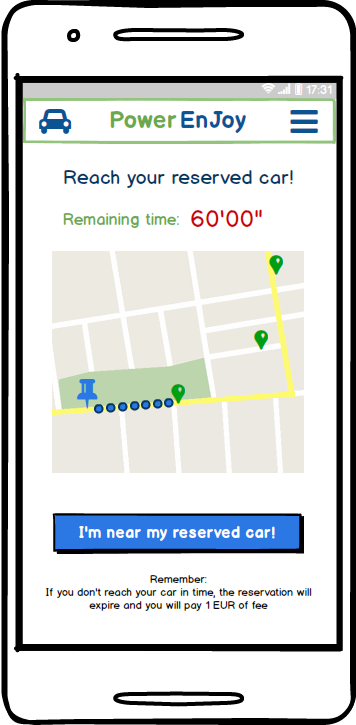 17:31
Power EnJoy
Reach your reserved car!
Remaining time: 60'00"
I'm near my reserved car!
Remember:
If you don't reach your car in time, the reservation will
expire and you will pay 1 EUR of fee